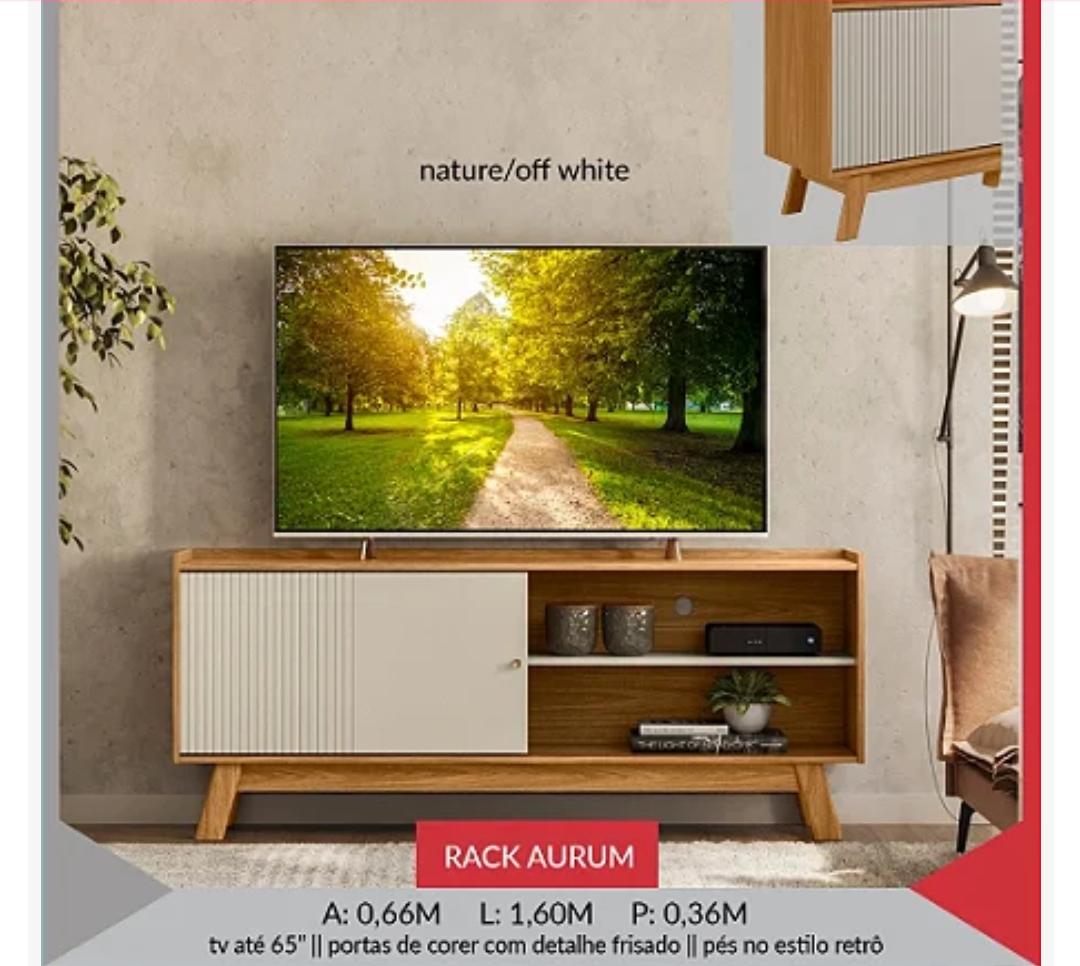 nature/off white
RACK AURUM
A: 0,66M L: 1,60M P: 0,36M
tv até 65" || portas de corer com detalhe frisado || pés no estilo retrô